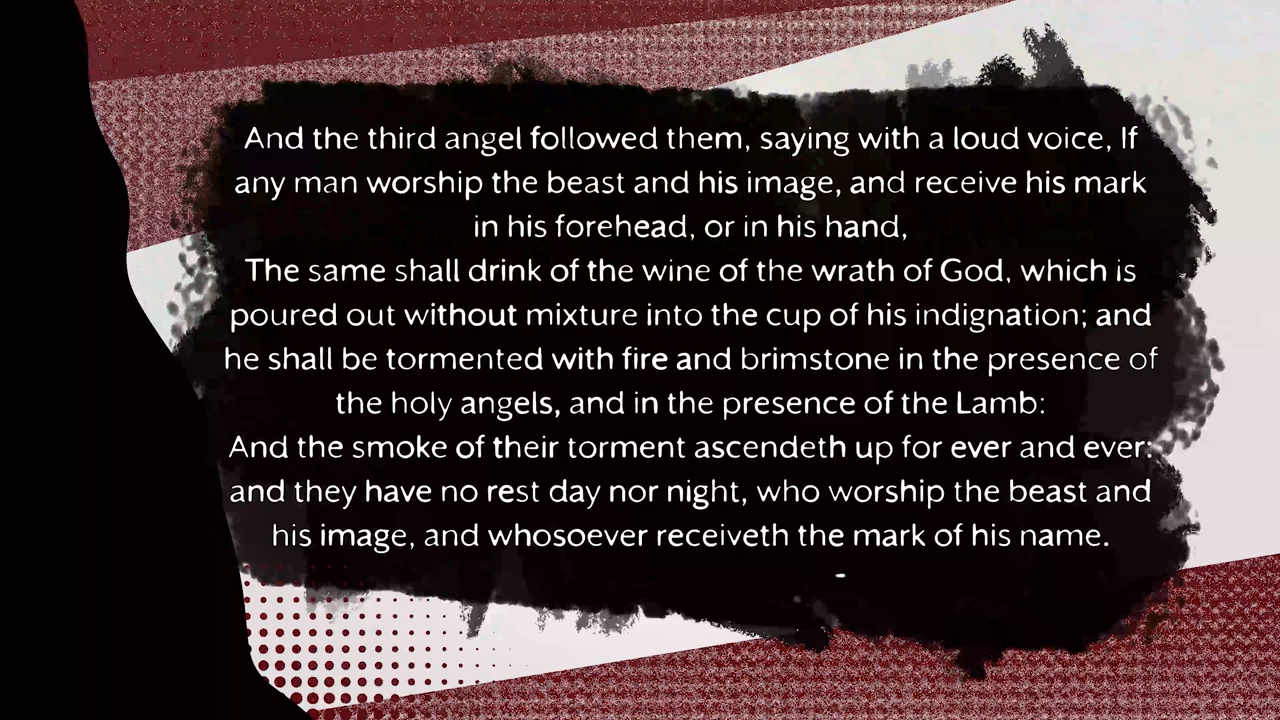 And the third angel followed them, saying with a loud voice, If
any man worship the beast and his image, and receive his mark
in his forehead, or in his hand,
The same shall drink of the wine of the wrath of God, which is
poured out without mixture into the cup of his indignation; and
he shall be tormented with fire and brimstone in the presence of
the holy angels, and in the presence of the Lamb:
And the smoke of their torment ascendeth up for ever and ever:
and they have no rest day nor night, who worship the beast and
his image, and whosoever receiveth the mark of his name.